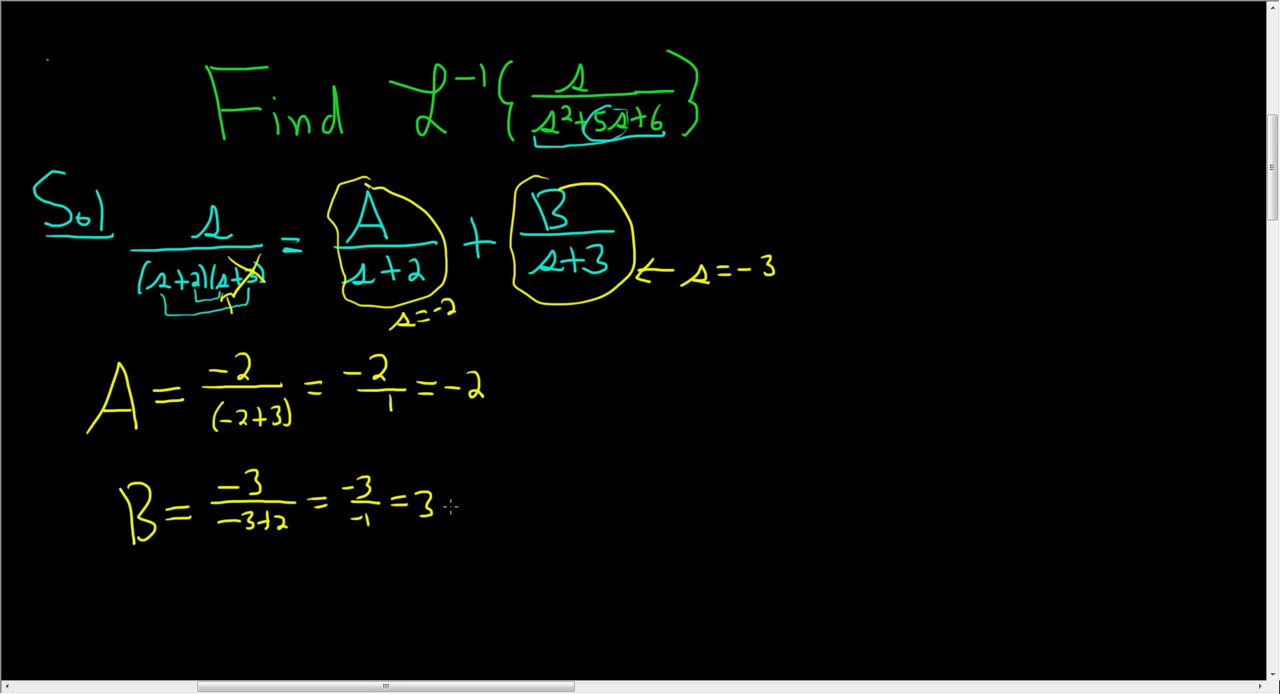 Find ℒ⁻¹{ s / (s²+5s+6) }
Sol s / ((s+2)(s+3)) = A / (s+2) + B / (s+3) ← s=-3
s=-2
A = -2 / (-2+3) = -2 / 1 = -2
B = -3 / (-3+2) = -3 / -1 = 3